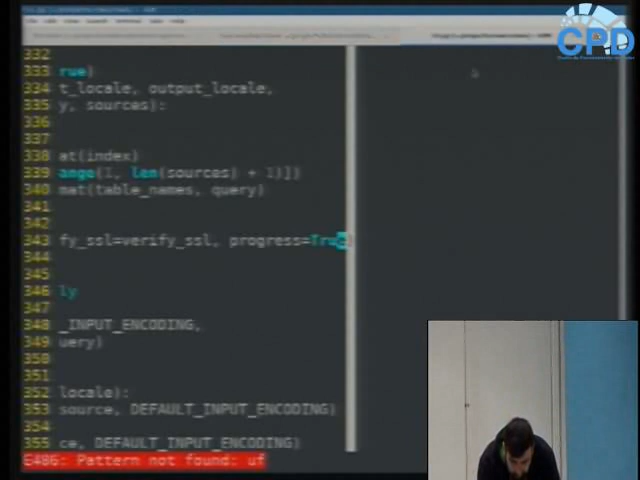 CPD
332
333 rue)
334 t_locale, output_locale,
335 y, sources):
336
337
338 at(index)
339 ange(1, len(sources) + 1)])
340 mat(table_names, query)
341
342
343 fy_ssl=verify_ssl, progress=True)
344
345
346 ly
347
348 _INPUT_ENCODING,
349 uery)
350
351
352 locale):
353 source, DEFAULT_INPUT_ENCODING)
354
355 ce, DEFAULT_INPUT_ENCODING)
E486: Pattern not found: uf